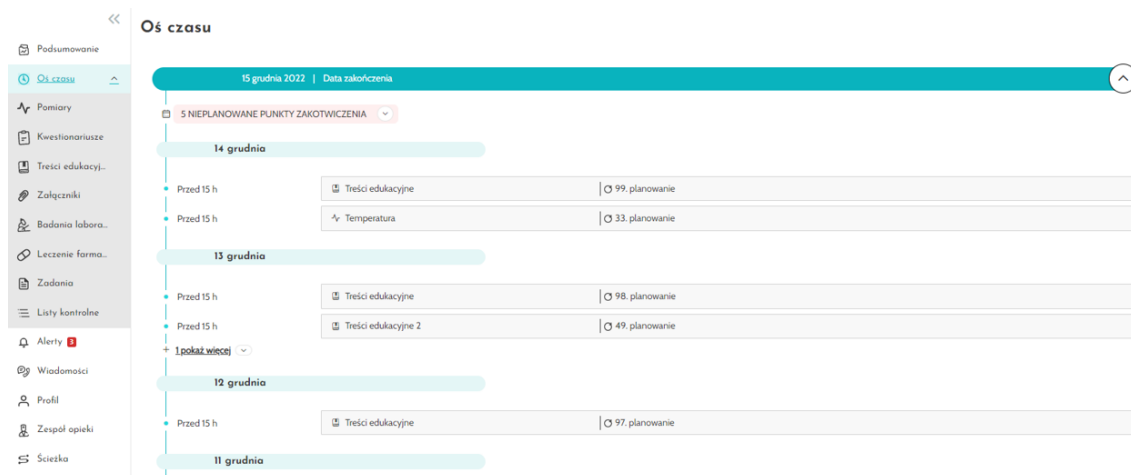 Oś czasu
Podsumowanie
Oś czasu
Pomiary
Kwestionariusze
Treści edukacyj...
Załączniki
Badania labora...
Leczenie farma...
Zadania
Listy kontrolne
Alerty 3
Wiadomości
Profil
Zespół opieki
Ścieżka
15 grudnia 2022 | Data zakończenia
5 NIEPLANOWANE PUNKTY ZAKOTWICZENIA
14 grudnia
Przed 15 h Treści edukacyjne 99. planowanie
Przed 15 h Temperatura 33. planowanie
13 grudnia
Przed 15 h Treści edukacyjne 98. planowanie
Przed 15 h Treści edukacyjne 2 49. planowanie
+ 1 pokaż więcej
12 grudnia
Przed 15 h Treści edukacyjne 97. planowanie
11 grudnia